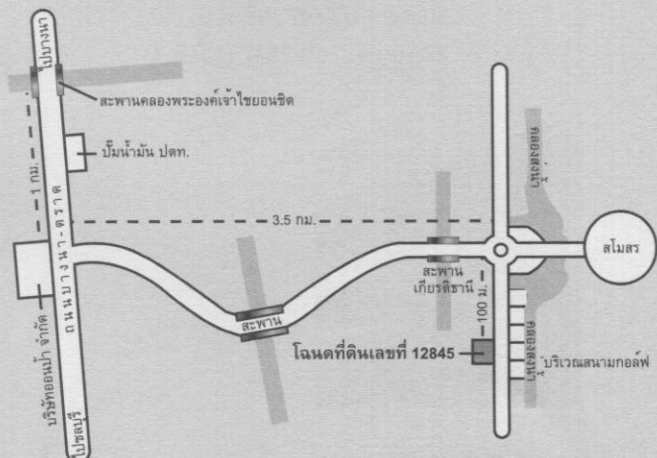 ไปบางนา
สะพานคลองพระองค์เจ้าไชยอนุชิต
ปั๊มน้ำมัน ปตท.
1 กม.
3.5 กม.
ถนนบางนา-ตราด
บริษัทออนป้า จำกัด
ไปชลบุรี
สะพาน
สะพาน
เกียรติธานี
คลองส่งน้ำ
สโมสร
100 ม.
โฉนดที่ดินเลขที่ 12845
คลองส่งน้ำ
บริเวณสนามกอล์ฟ